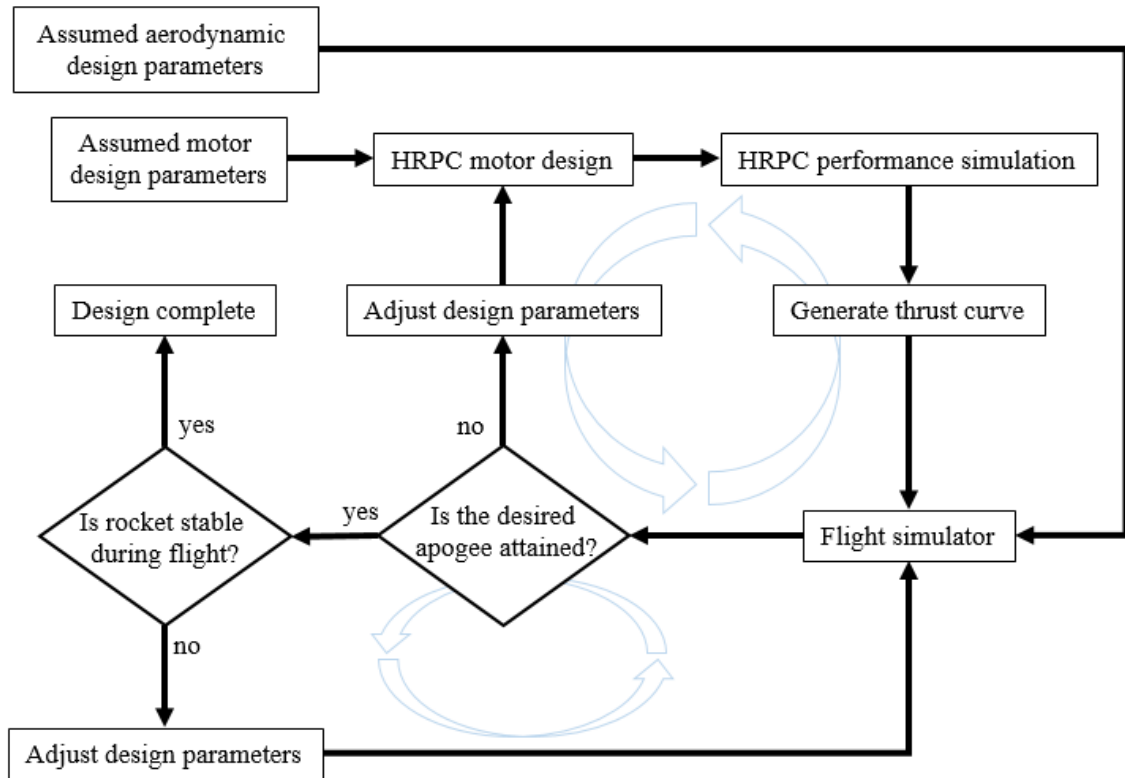 Assumed aerodynamic
design parameters
Assumed motor
design parameters
HRPC motor design
HRPC performance simulation
Design complete
Adjust design parameters
Generate thrust curve
yes
no
Is rocket stable
during flight?
yes
Is the desired
apogee attained?
Flight simulator
no
Adjust design parameters